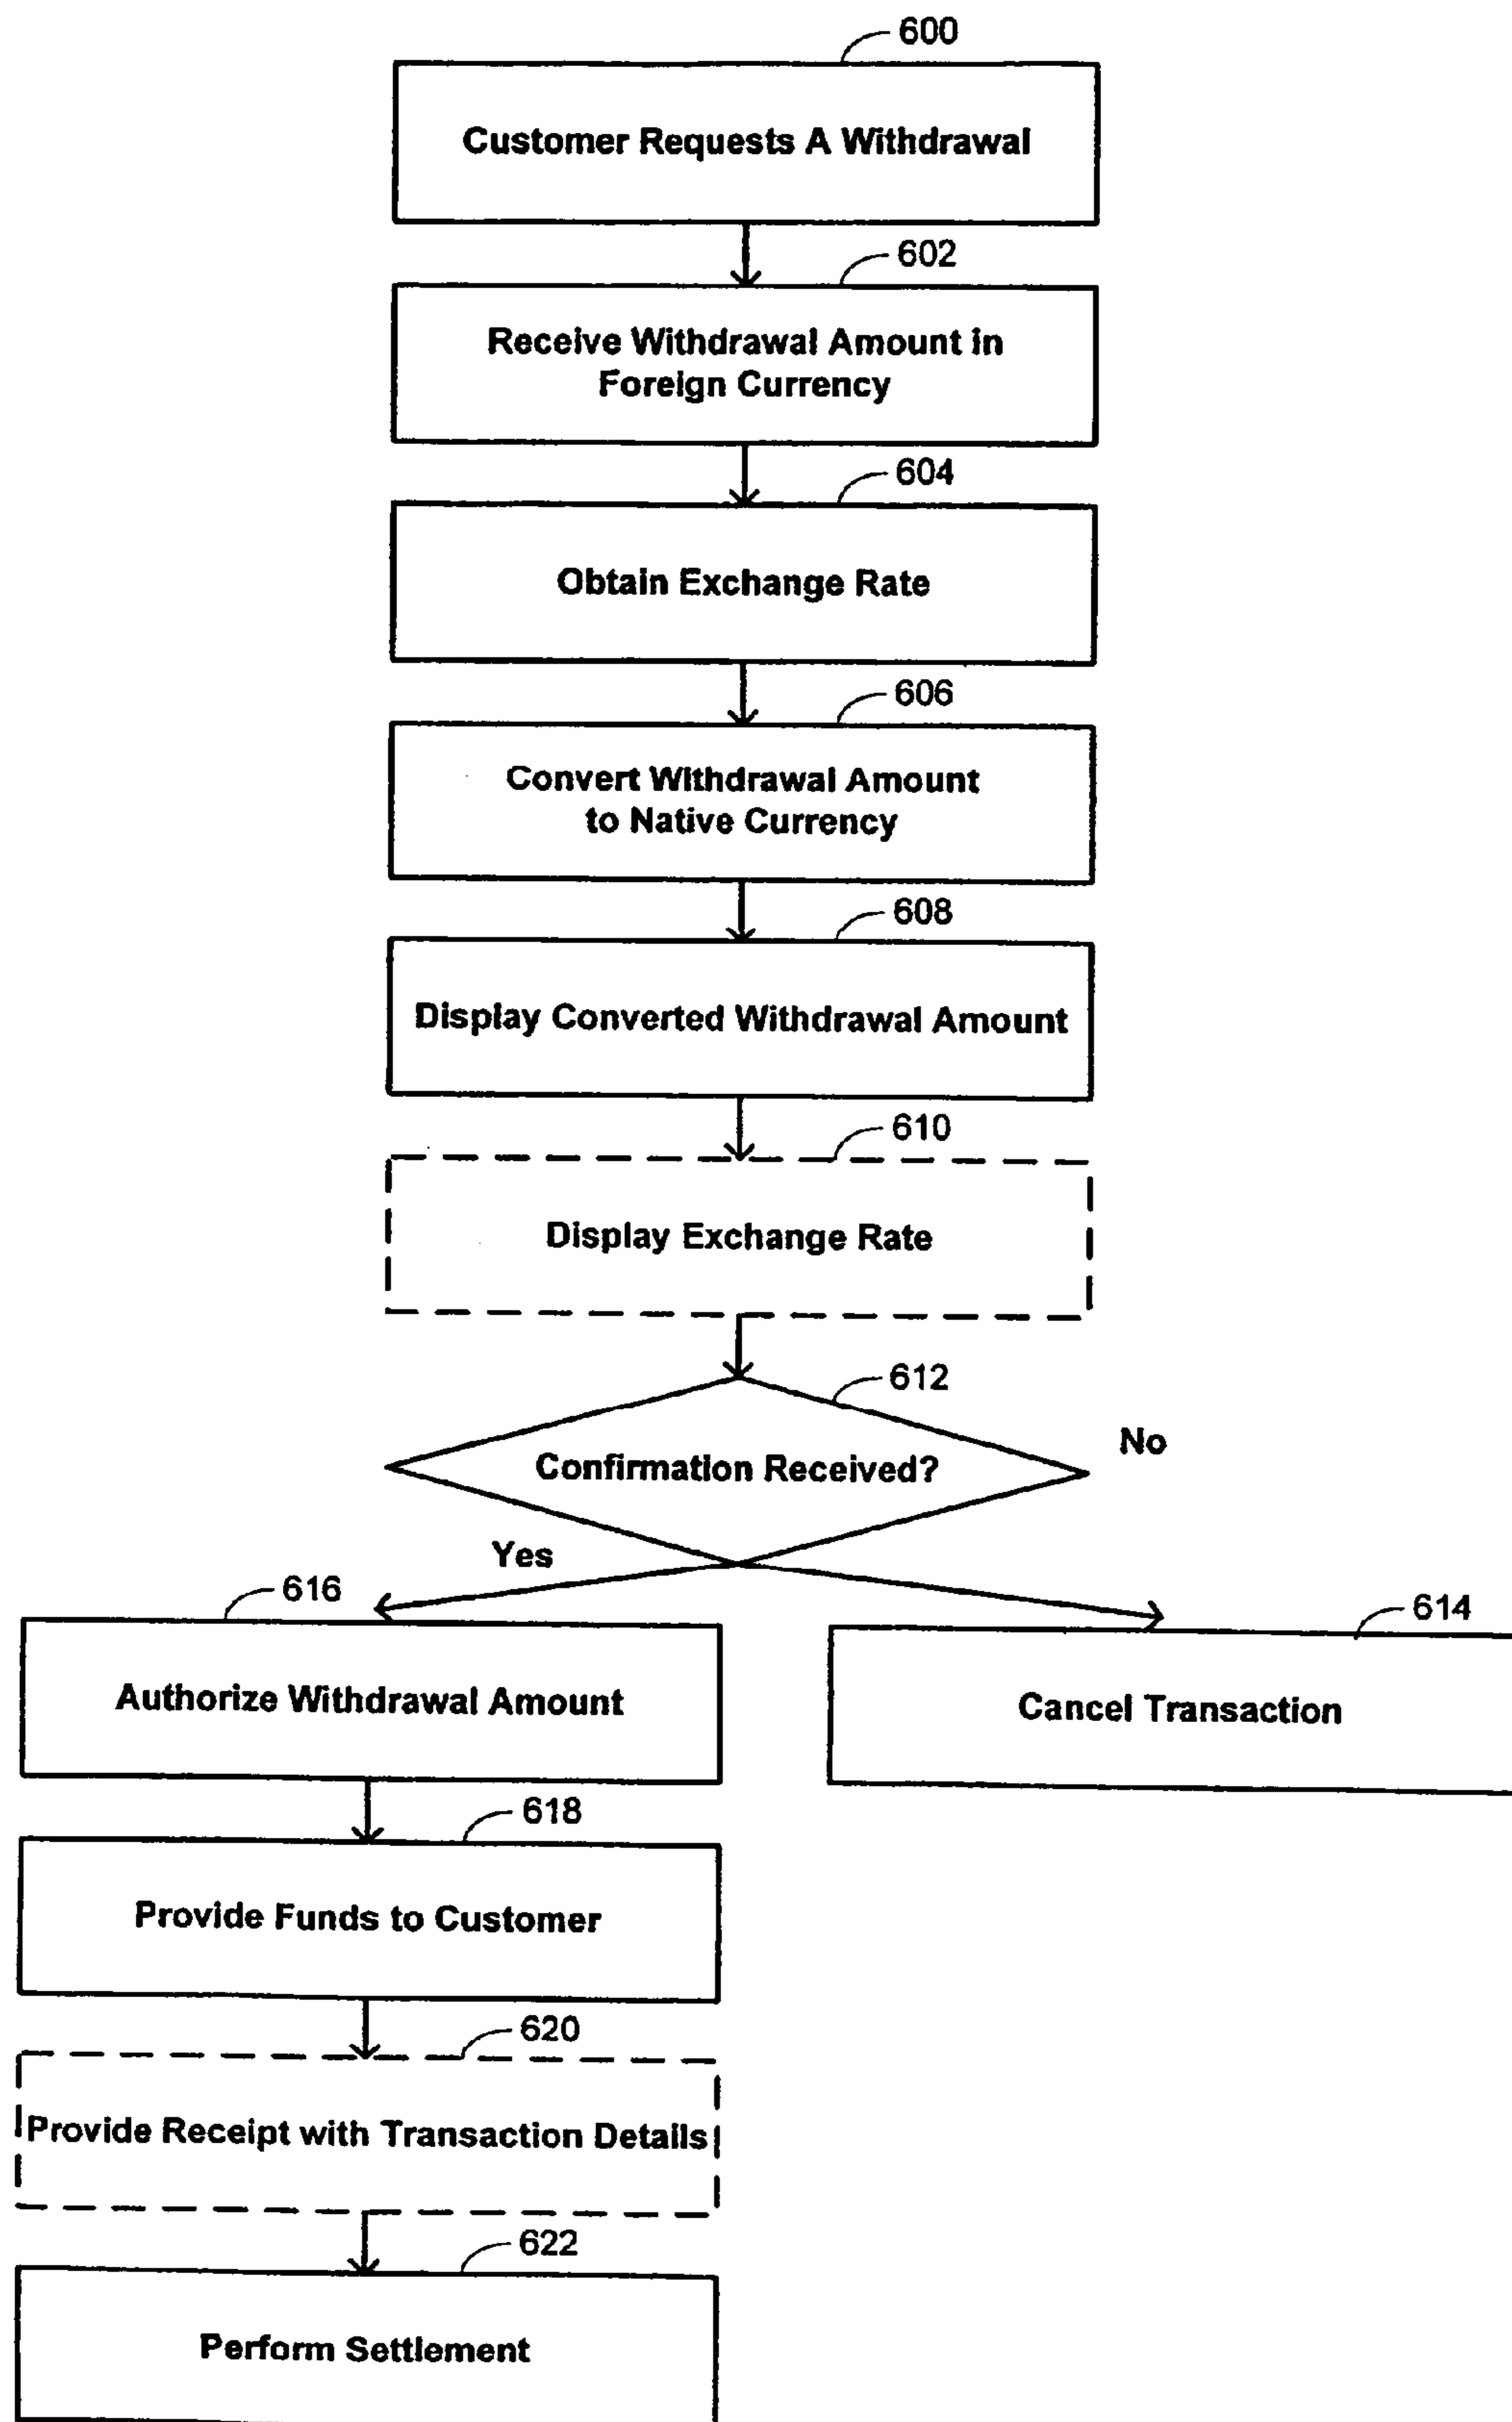 600
Customer Requests A Withdrawal
602
Receive Withdrawal Amount in
Foreign Currency
604
Obtain Exchange Rate
606
Convert Withdrawal Amount
to Native Currency
608
Display Converted Withdrawal Amount
610
Display Exchange Rate
612
Confirmation Received?
No
Yes
616
Authorize Withdrawal Amount
614
Cancel Transaction
618
Provide Funds to Customer
620
Provide Receipt with Transaction Details
622
Perform Settlement